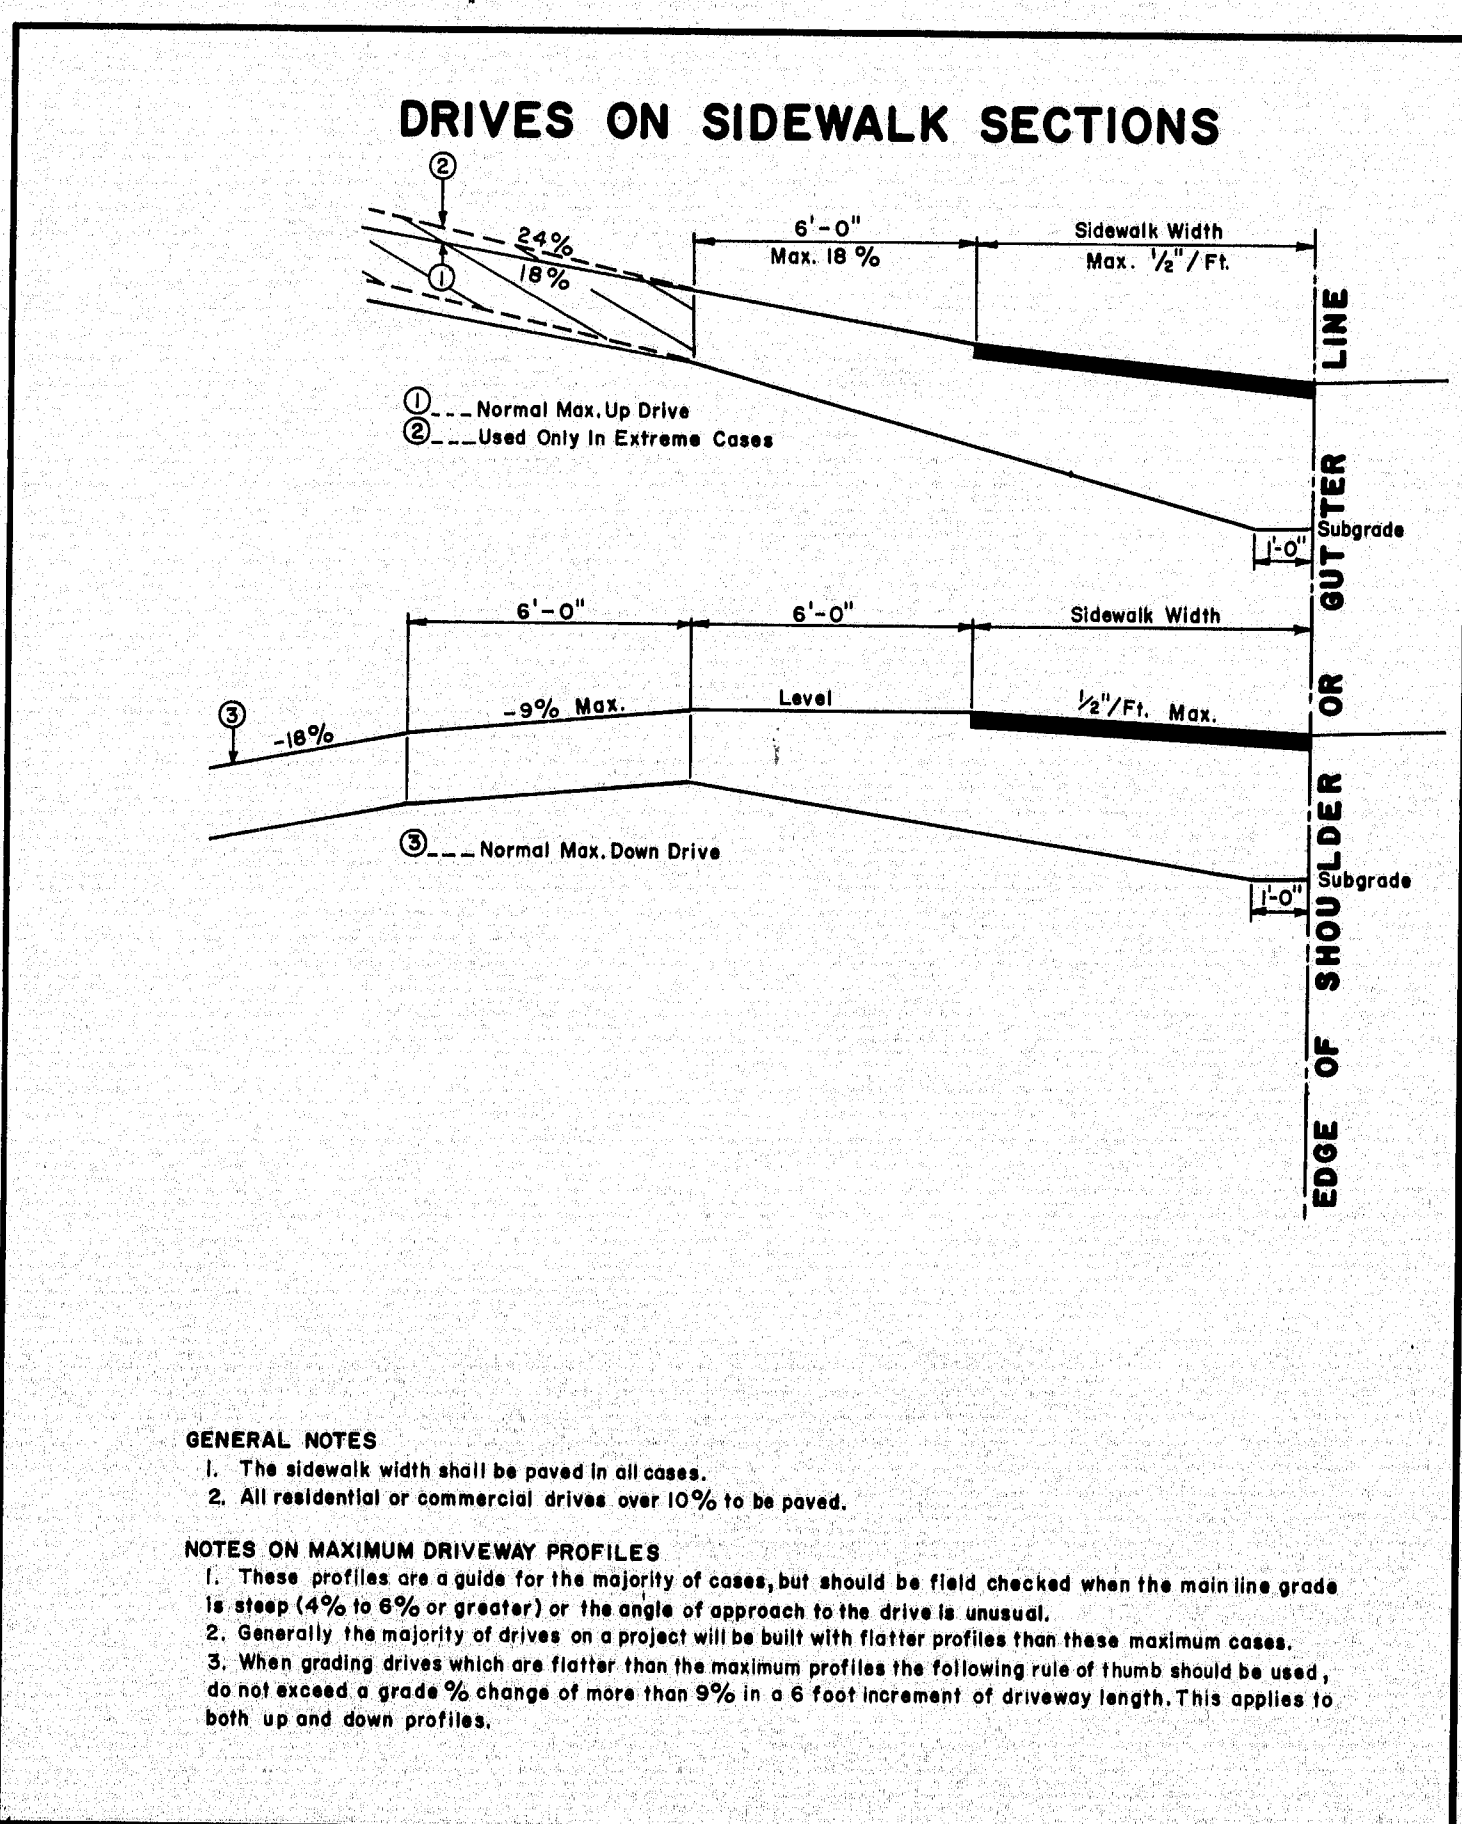 DRIVES ON SIDEWALK SECTIONS
②
24%
18%
①
6'-0"
Max. 18 %
Sidewalk Width
Max. 1/2"/Ft.
①___Normal Max. Up Drive
②___Used Only In Extreme Cases
Subgrade
1'-0"
6'-0"
6'-0"
Sidewalk Width
③
-18%
-9% Max.
Level
1/2"/Ft. Max.
③___Normal Max. Down Drive
Subgrade
1'-0"
EDGE OF SHOULDER OR GUTTER LINE
GENERAL NOTES
1. The sidewalk width shall be paved in all cases.
2. All residential or commercial drives over 10% to be paved.
NOTES ON MAXIMUM DRIVEWAY PROFILES
1. These profiles are a guide for the majority of cases, but should be field checked when the main line grade
is steep (4% to 6% or greater) or the angle of approach to the drive is unusual.
2. Generally the majority of drives on a project will be built with flatter profiles than these maximum cases.
3. When grading drives which are flatter than the maximum profiles the following rule of thumb should be used,
do not exceed a grade % change of more than 9% in a 6 foot increment of driveway length. This applies to
both up and down profiles.